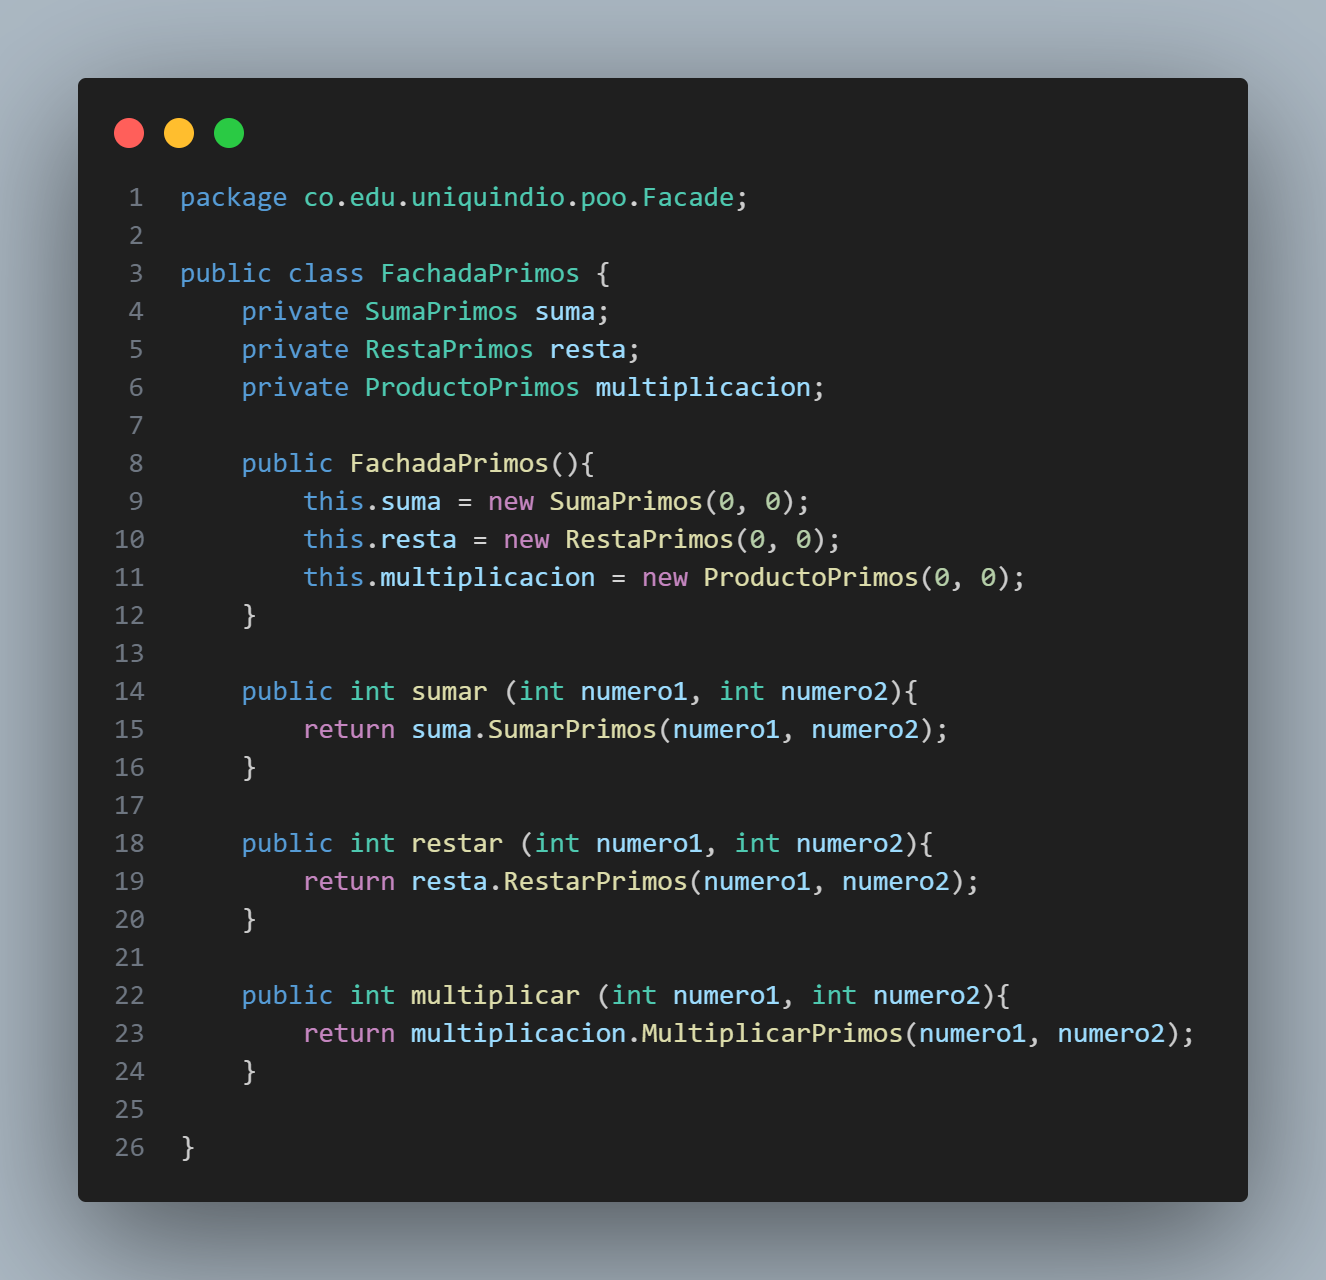 1 package co.edu.uniquindio.poo.Facade;
2
3 public class FachadaPrimos {
4     private SumaPrimos suma;
5     private RestaPrimos resta;
6     private ProductoPrimos multiplicacion;
7
8     public FachadaPrimos(){
9         this.suma = new SumaPrimos(0, 0);
10         this.resta = new RestaPrimos(0, 0);
11         this.multiplicacion = new ProductoPrimos(0, 0);
12     }
13
14     public int sumar (int numero1, int numero2){
15         return suma.SumarPrimos(numero1, numero2);
16     }
17
18     public int restar (int numero1, int numero2){
19         return resta.RestarPrimos(numero1, numero2);
20     }
21
22     public int multiplicar (int numero1, int numero2){
23         return multiplicacion.MultiplicarPrimos(numero1, numero2);
24     }
25
26 }